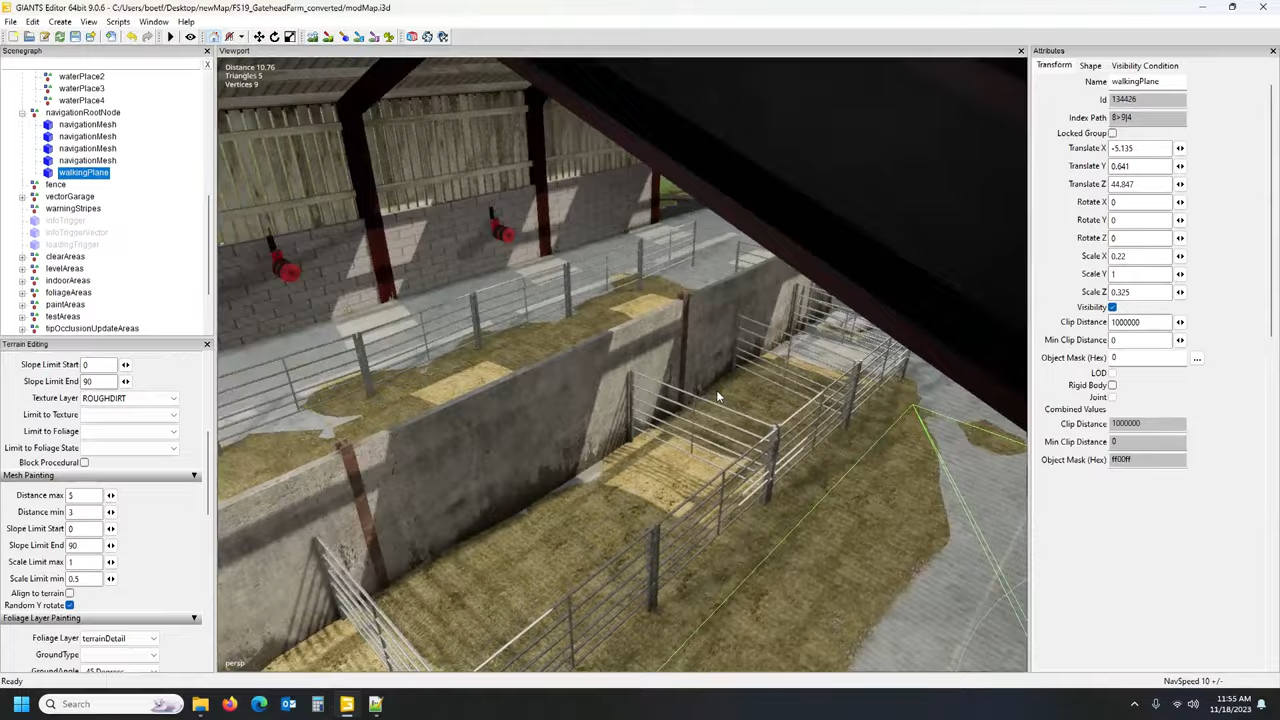 GIANTS Editor 64bit 9.0.6 - C:/Users/boetf/Desktop/newMap/FS19_GateheadFarm_converted/modMap.i3d
File Edit Create View Scripts Window Help
Scenegraph
X
waterPlace2
waterPlace3
waterPlace4
navigationRootNode
navigationMesh
navigationMesh
navigationMesh
navigationMesh
walkingPlane
fence
vectorGarage
warningStripes
infoTrigger
infoTriggerVector
loadingTrigger
clearAreas
levelAreas
indoorAreas
foliageAreas
paintAreas
testAreas
tipOcclusionUpdateAreas
Terrain Editing
Slope Limit Start 0
Slope Limit End 90
Texture Layer ROUGHDIRT
Limit to Texture
Limit to Foliage
Limit to Foliage State
Block Procedural
Mesh Painting
Distance max 5
Distance min 3
Slope Limit Start 0
Slope Limit End 90
Scale Limit max 1
Scale Limit min 0.5
Align to terrain
Random Y rotate
Foliage Layer Painting
Foliage Layer terrainDetail
GroundType
Viewport
Distance 10.76
Triangles 5
Vertices 9
persp
Attributes
Transform Shape Visibility Condition
Name walkingPlane
Id 134426
Index Path 8>9|4
Locked Group
Translate X -5.135
Translate Y 0.641
Translate Z 44.847
Rotate X 0
Rotate Y 0
Rotate Z 0
Scale X 0.22
Scale Y 1
Scale Z 0.325
Visibility
Clip Distance 1000000
Min Clip Distance 0
Object Mask (Hex) 0 ...
LOD
Rigid Body
Joint
Combined Values
Clip Distance 1000000
Min Clip Distance 0
Object Mask (Hex) ff00ff
Ready
NavSpeed 10 +/-
Search
11:55 AM
11/18/2023